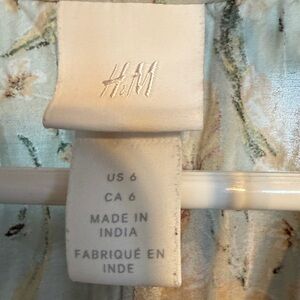 H&M
US 6
CA 6
MADE IN
INDIA
FABRIQUÉ EN
INDE